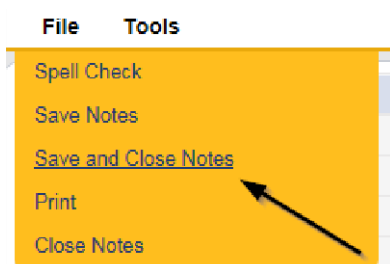 File Tools
Spell Check
Save Notes
Save and Close Notes
Print
Close Notes